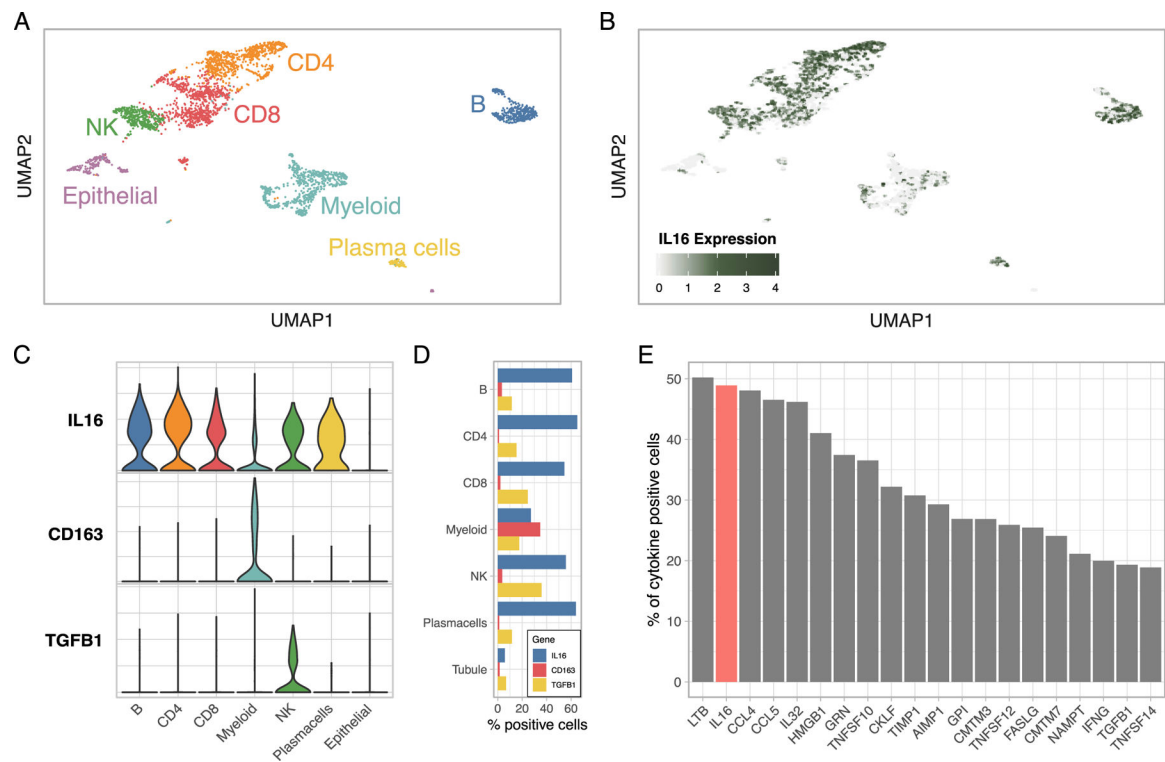 A
CD4
CD8
NK
B
Epithelial
Myeloid
Plasma cells
UMAP2
UMAP1
B
IL16 Expression
0 1 2 3 4
UMAP2
UMAP1
C
IL16
CD163
TGFB1
B CD4 CD8 Myeloid NK Plasmacells Epithelial
D
B
CD4
CD8
Myeloid
NK
Plasmacells
Tubule
Gene
IL16
CD163
TGFB1
0 20 40 60
% positive cells
E
% of cytokine positive cells
50
40
30
20
10
0
LTB IL16 CCL4 CCL5 IL32 HMGB1 GRN TNFSF10 CKLF TIMP1 AIMP1 GPI CMTM3 TNFSF12 FASLG CMTM7 NAMPT IFNG TGFB1 TNFSF14